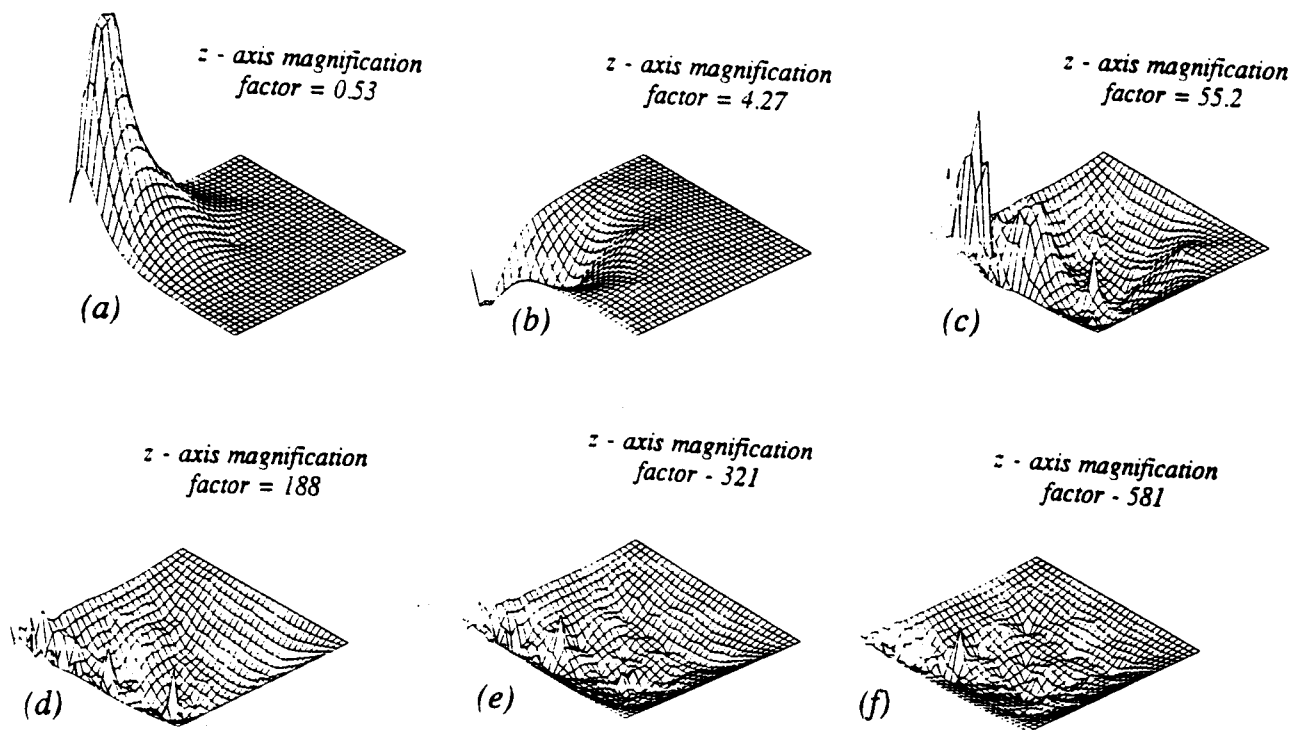 z - axis magnification
factor = 0.53
z - axis magnification
factor = 4.27
z - axis magnification
factor = 55.2
(a)
(b)
(c)
z - axis magnification
factor = 188
z - axis magnification
factor - 321
z - axis magnification
factor - 581
(d)
(e)
(f)